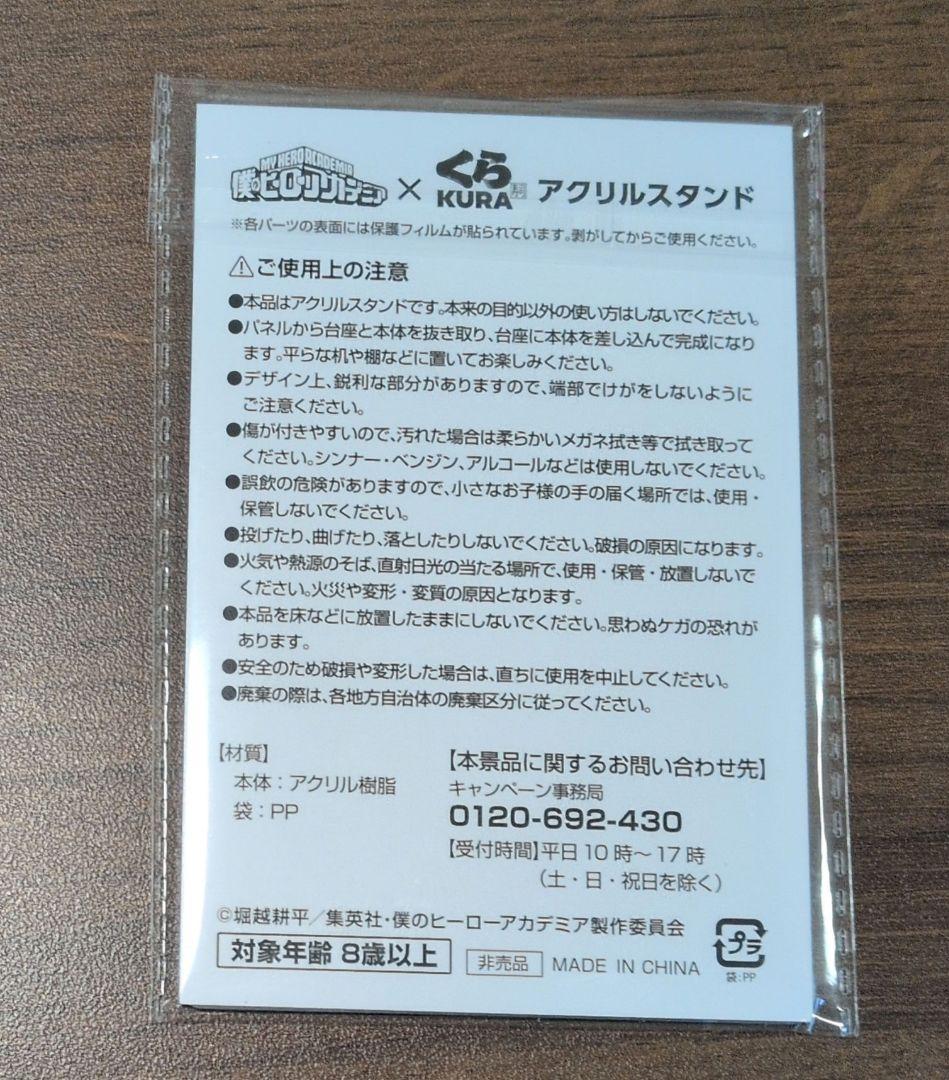 MY HERO ACADEMIA
僕のヒーローアカデミア × くら KURA アクリルスタンド
※各パーツの表面には保護フィルムが貼られています。剥がしてからご使用ください。
⚠ご使用上の注意
●本品はアクリルスタンドです。本来の目的以外の使い方はしないでください。
●パネルから台座と本体を抜き取り、台座に本体を差し込んで完成になり
ます。平らな机や棚などに置いてお楽しみください。
●デザイン上、鋭利な部分がありますので、端部でけがをしないように
ご注意ください。
●傷が付きやすいので、汚れた場合は柔らかいメガネ拭き等で拭き取って
ください。シンナー・ベンジン、アルコールなどは使用しないでください。
●誤飲の危険がありますので、小さなお子様の手の届く場所では、使用・
保管しないでください。
●投げたり、曲げたり、落としたりしないでください。破損の原因になります。
●火気や熱源のそば、直射日光の当たる場所で、使用・保管・放置しないで
ください。火災や変形・変質の原因となります。
●本品を床などに放置したままにしないでください。思わぬケガの恐れが
あります。
●安全のため破損や変形した場合は、直ちに使用を中止してください。
●廃棄の際は、各地方自治体の廃棄区分に従ってください。
【材質】
本体：アクリル樹脂
袋：PP
【本景品に関するお問い合わせ先】
キャンペーン事務局
0120-692-430
【受付時間】平日10時～17時
（土・日・祝日を除く）
©堀越耕平／集英社・僕のヒーローアカデミア製作委員会
対象年齢 8歳以上
非売品 MADE IN CHINA
プラ
袋:PP